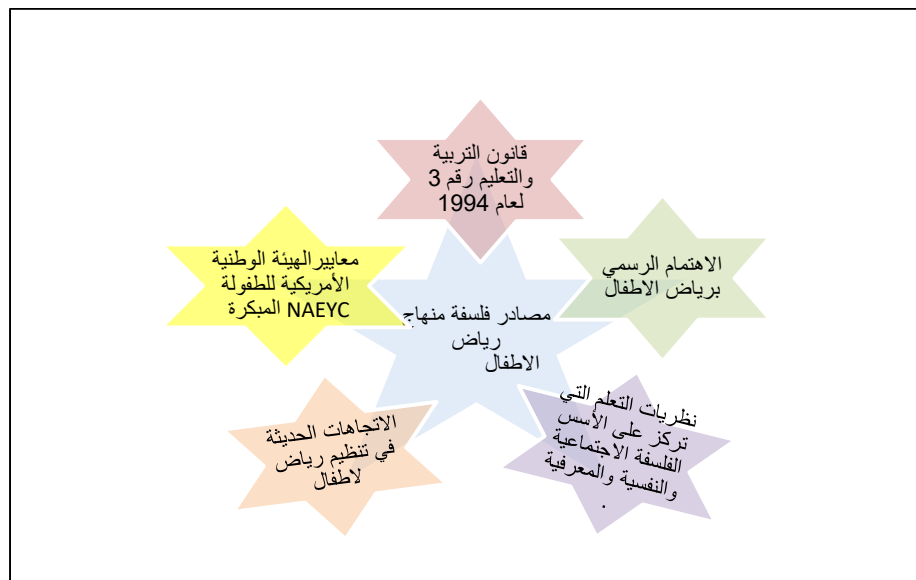 قانون التربية
والتعليم رقم 3
لعام 1994
الاهتمام الرسمي
برياض الاطفال
معاييرالهيئة الوطنية
الأمريكية للطفولة
المبكرة NAEYC
مصادر فلسفة منهاج
رياض
الاطفال
نظريات التعلم التي
تركز على الأسس
الفلسفة الاجتماعية
والنفسية والمعرفية
.
الاتجاهات الحديثة
في تنظيم رياض
لاطفال